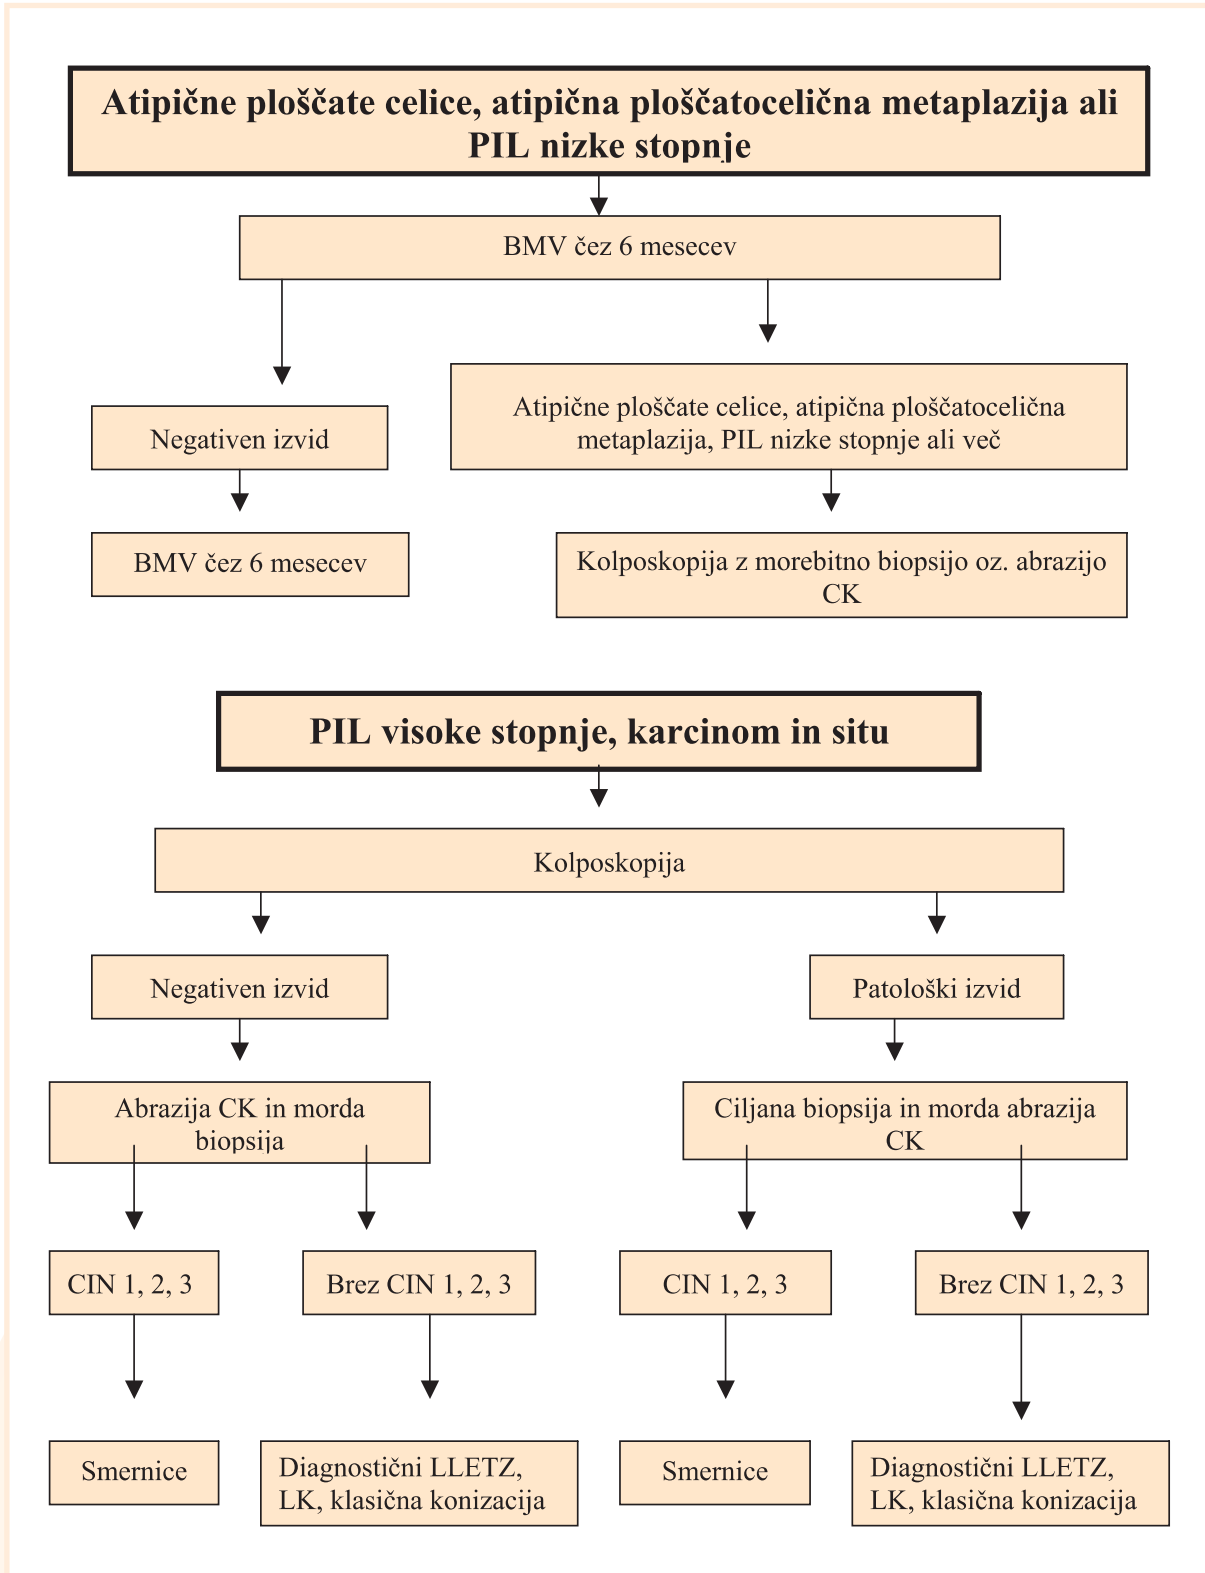 Atipične ploščate celice, atipična ploščatocelična metaplazija ali
PIL nizke stopnje
BMV čez 6 mesecev
Negativen izvid
Atipične ploščate celice, atipična ploščatocelična
metaplazija, PIL nizke stopnje ali več
BMV čez 6 mesecev
Kolposkopija z morebitno biopsijo oz. abrazijo
CK
PIL visoke stopnje, karcinom in situ
Kolposkopija
Negativen izvid
Patološki izvid
Abrazija CK in morda
biopsija
Ciljana biopsija in morda abrazija
CK
CIN 1, 2, 3
Brez CIN 1, 2, 3
CIN 1, 2, 3
Brez CIN 1, 2, 3
Smernice
Diagnostični LLETZ,
LK, klasična konizacija
Smernice
Diagnostični LLETZ,
LK, klasična konizacija